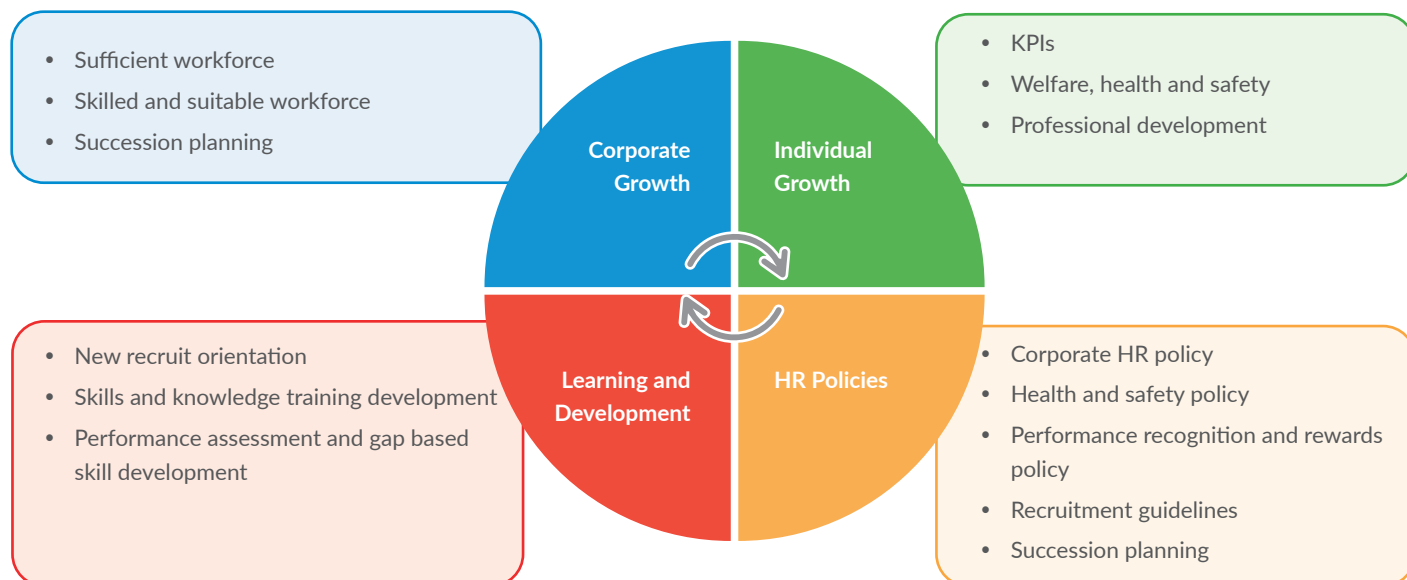 • Sufficient workforce
• Skilled and suitable workforce
• Succession planning
Corporate
Growth
Individual
Growth
• KPIs
• Welfare, health and safety
• Professional development
• New recruit orientation
• Skills and knowledge training development
• Performance assessment and gap based
skill development
Learning and
Development
HR Policies
• Corporate HR policy
• Health and safety policy
• Performance recognition and rewards
policy
• Recruitment guidelines
• Succession planning